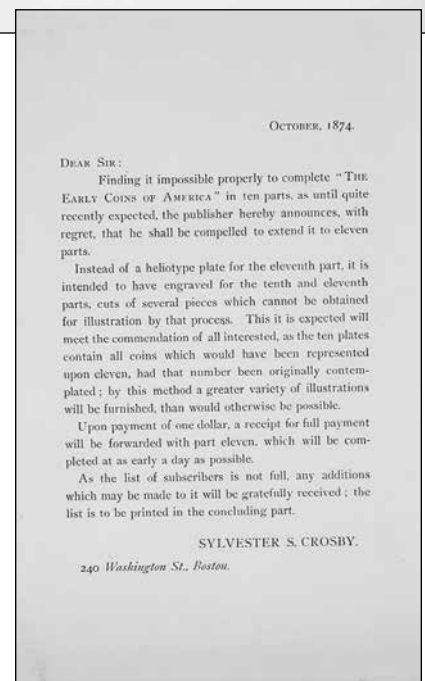 October, 1874.
Dear Sir:
Finding it impossible properly to complete "The
Early Coins of America" in ten parts, as until quite
recently expected, the publisher hereby announces, with
regret, that he shall be compelled to extend it to eleven
parts.
Instead of a heliotype plate for the eleventh part, it is
intended to have engraved for the tenth and eleventh
parts, cuts of several pieces which cannot be obtained
for illustration by that process. This it is expected will
meet the commendation of all interested, as the ten plates
contain all coins which would have been represented
upon eleven, had that number been originally contem-
plated; by this method a greater variety of illustrations
will be furnished, than would otherwise be possible.
Upon payment of one dollar, a receipt for full payment
will be forwarded with part eleven, which will be com-
pleted at as early a day as possible.
As the list of subscribers is not full, any additions
which may be made to it will be gratefully received; the
list is to be printed in the concluding part.
SYLVESTER S. CROSBY.
240 Washington St., Boston.